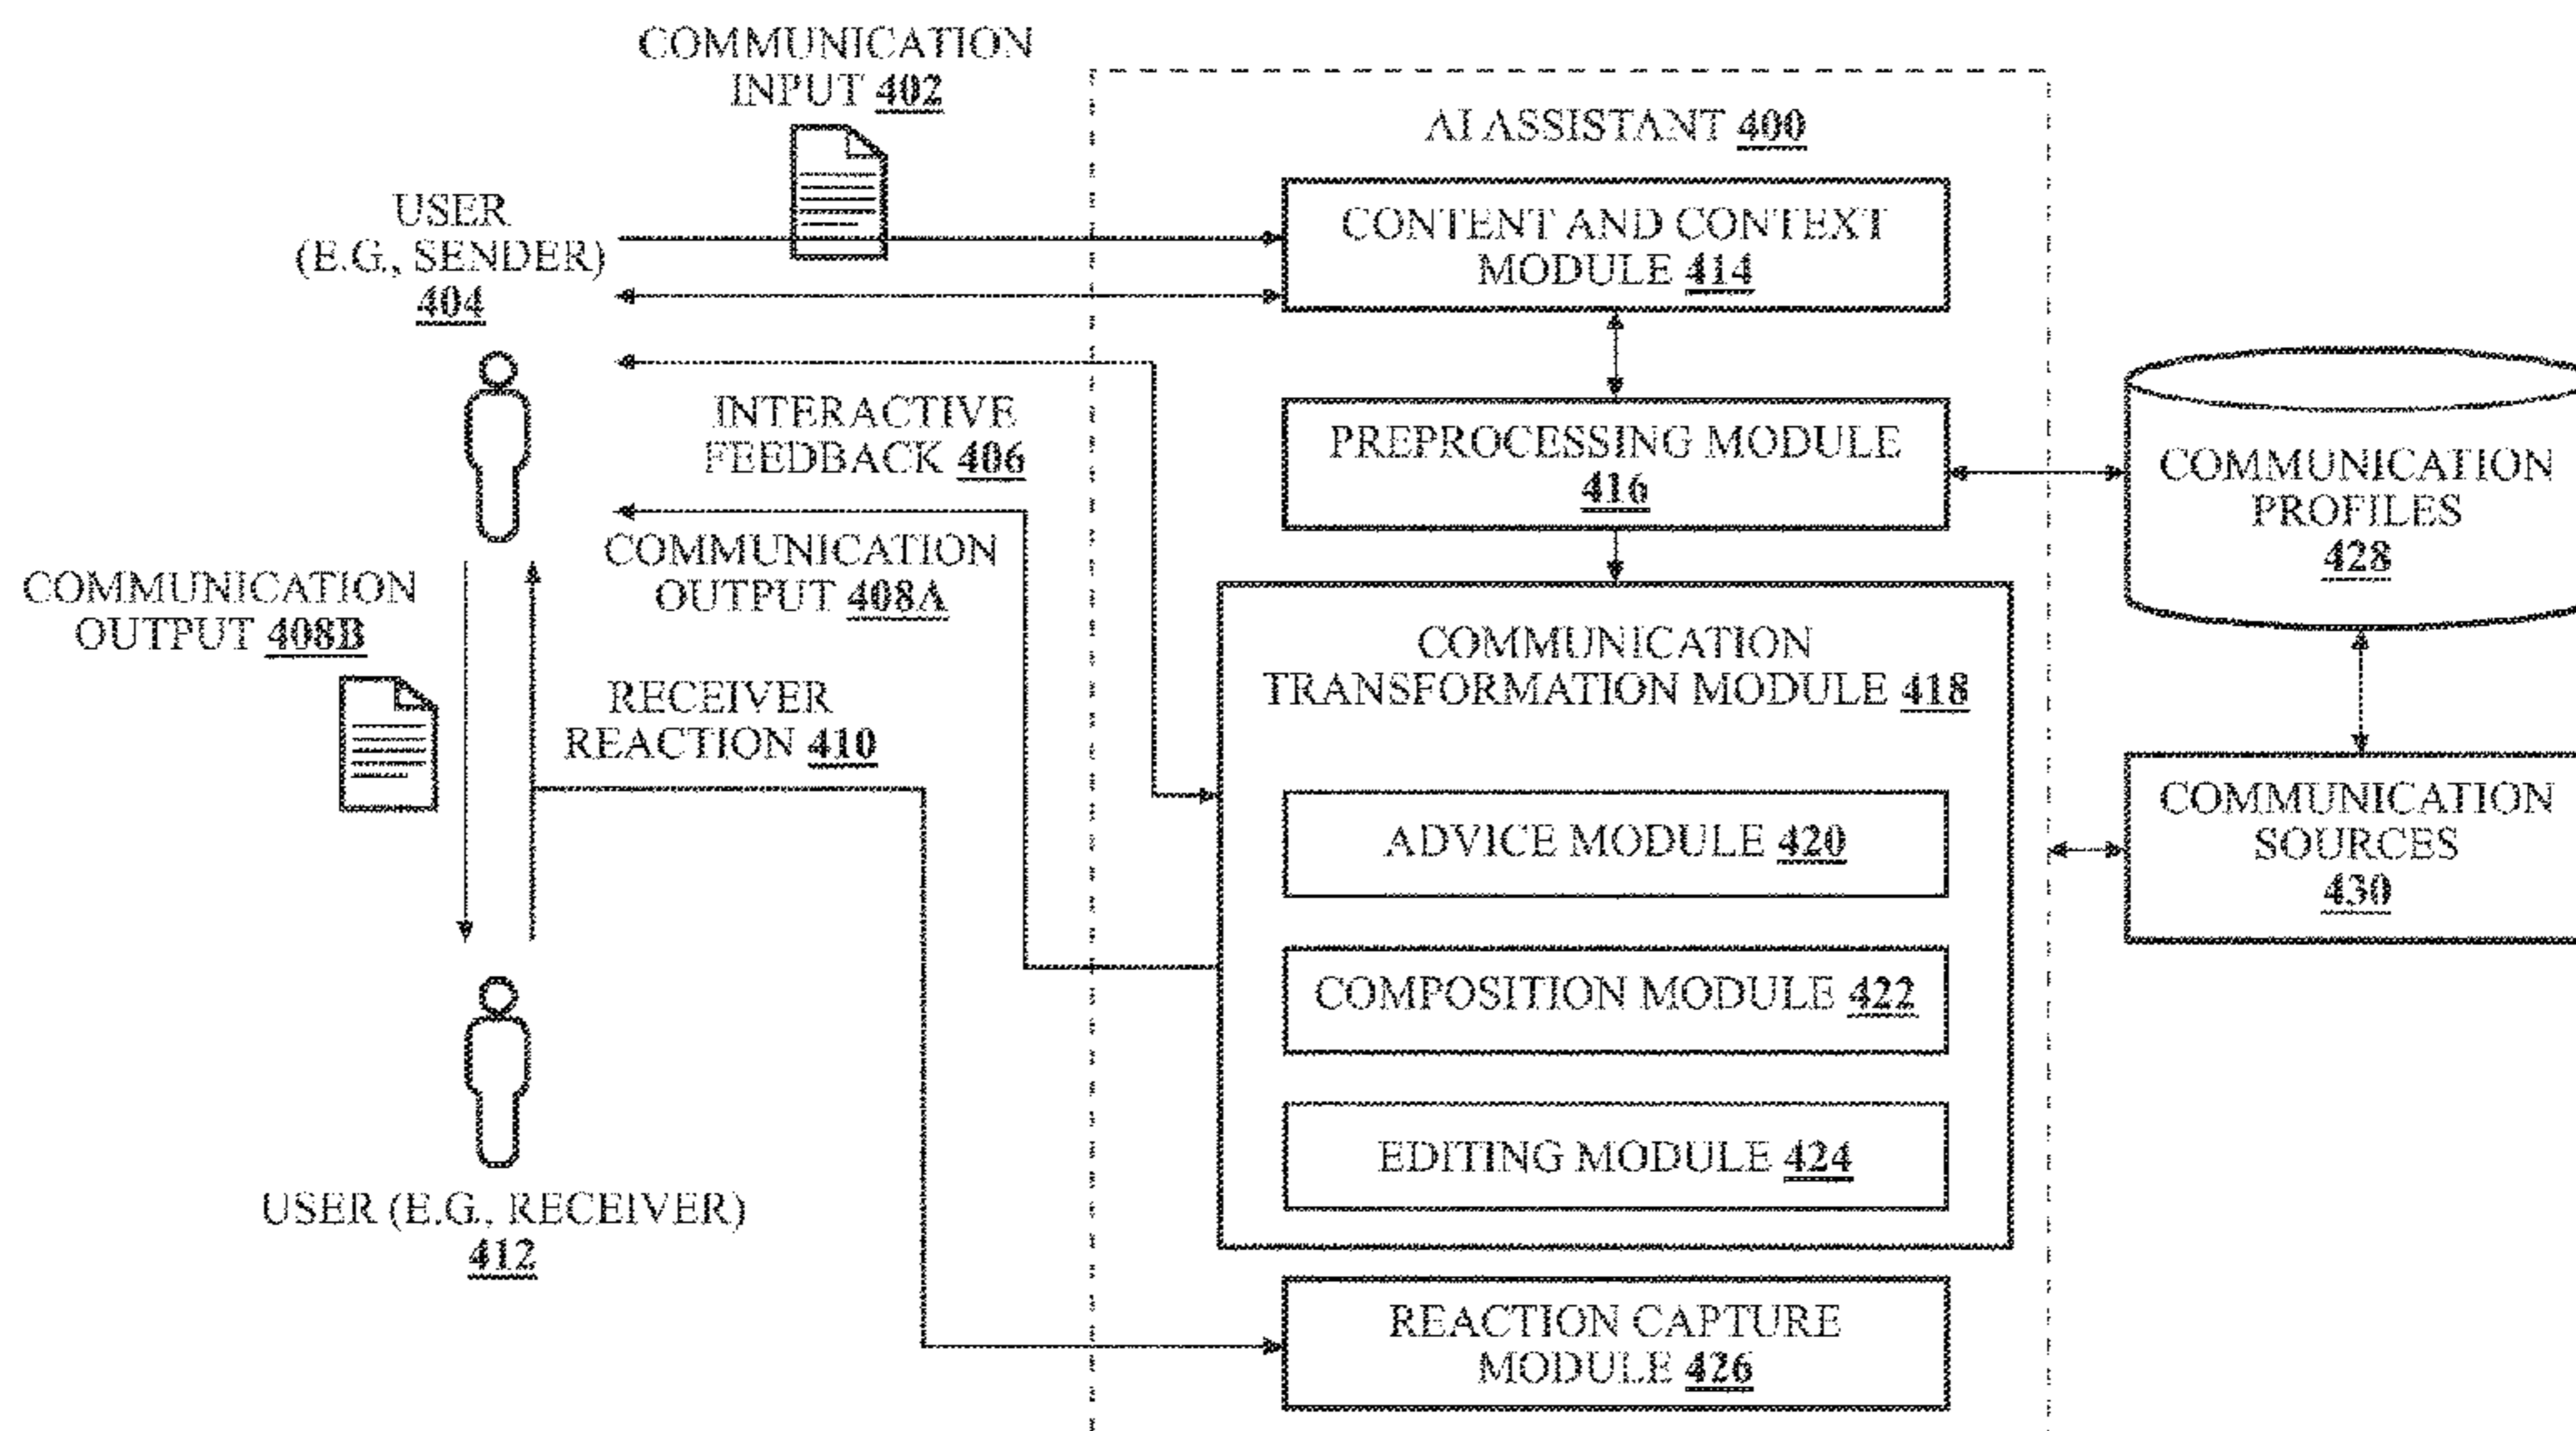 COMMUNICATION
INPUT 402
AI ASSISTANT 400
USER
(E.G., SENDER)
404
CONTENT AND CONTEXT
MODULE 414
INTERACTIVE
FEEDBACK 406
PREPROCESSING MODULE
416
COMMUNICATION
PROFILES
428
COMMUNICATION
OUTPUT 408A
COMMUNICATION
OUTPUT 408B
COMMUNICATION
TRANSFORMATION MODULE 418
RECEIVER
REACTION 410
ADVICE MODULE 420
COMMUNICATION
SOURCES
430
COMPOSITION MODULE 422
EDITING MODULE 424
USER (E.G., RECEIVER)
412
REACTION CAPTURE
MODULE 426